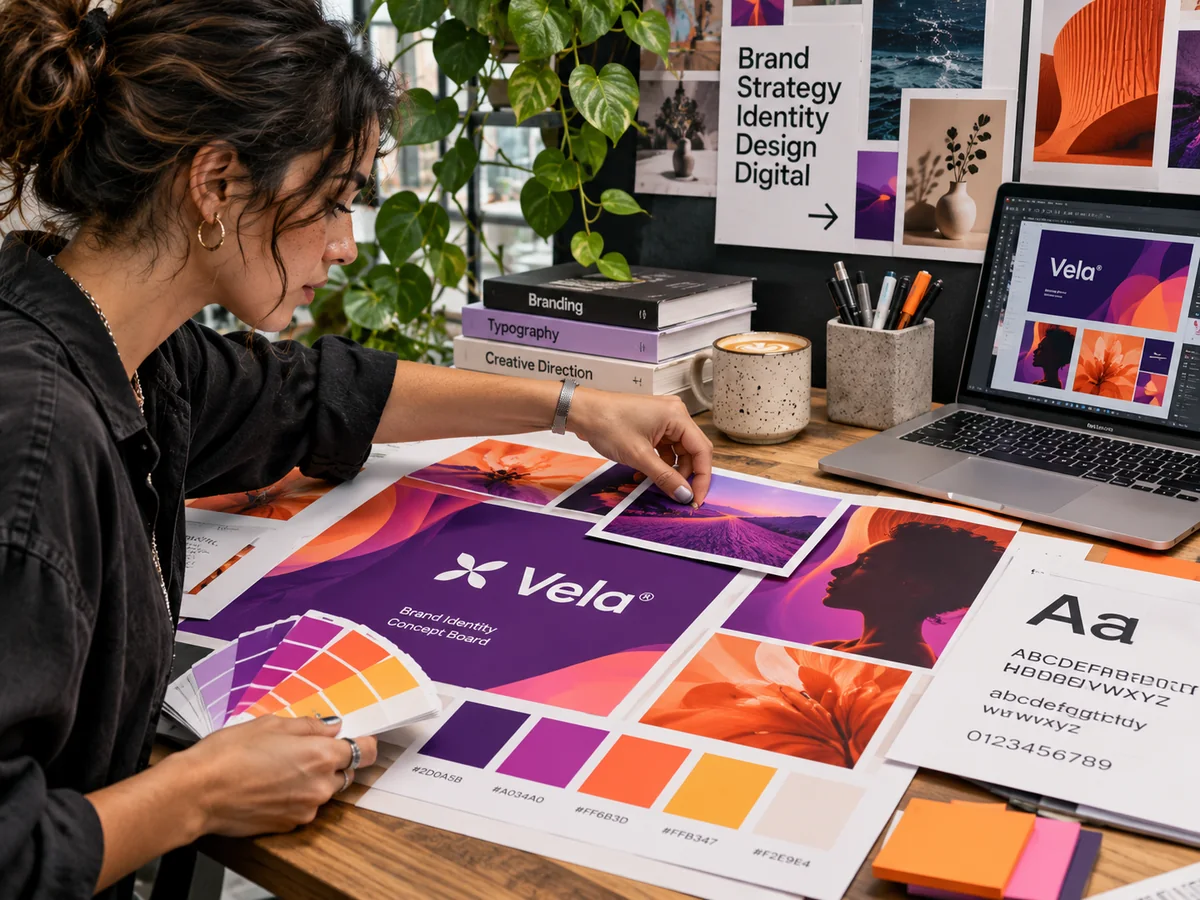 Brand
Strategy
Identity
Design
Digital
→
Branding
Typography
Creative Direction
Vela®
Vela®
Brand Identity
Concept Board
#2D0A5B
#A034A0
#FF6B3D
#FFB347
#F2E9E4
Aa
0123456789